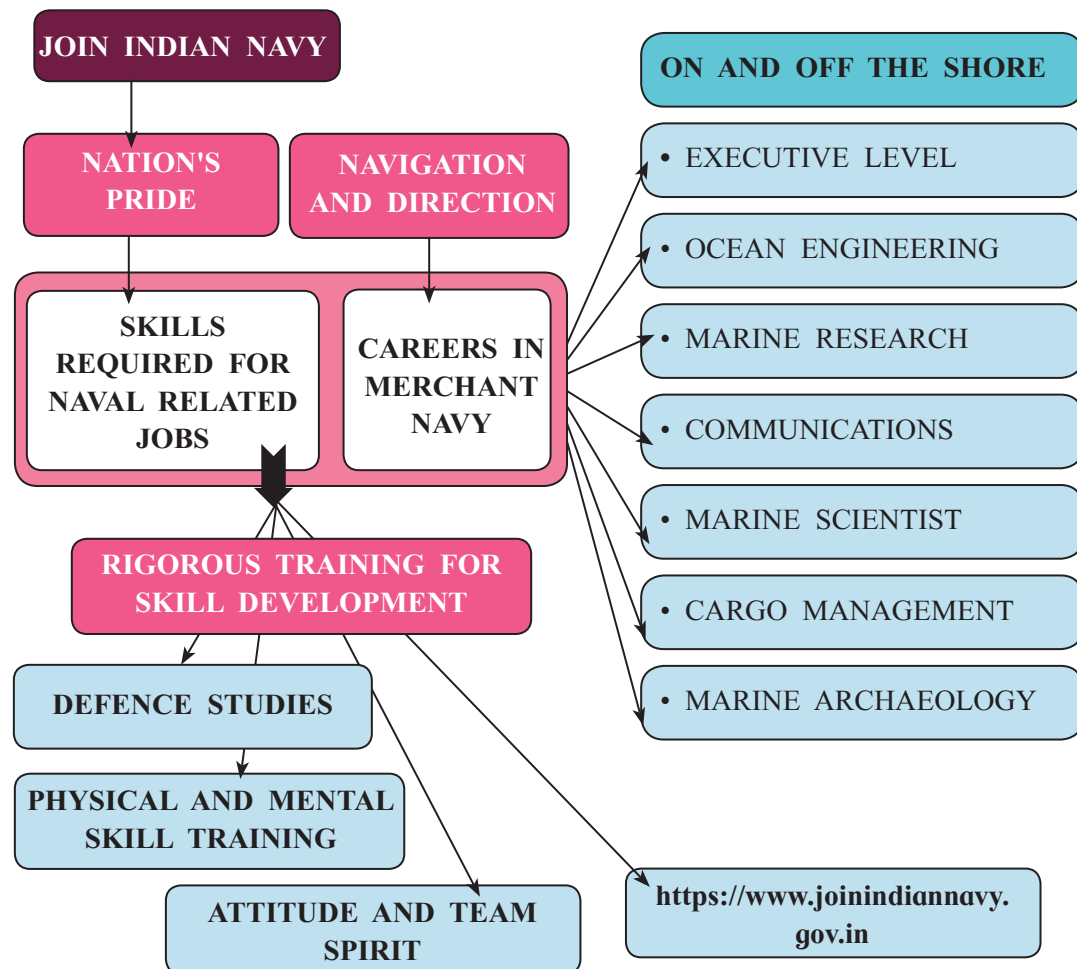 JOIN INDIAN NAVY
NATION'S
PRIDE
NAVIGATION
AND DIRECTION
SKILLS
REQUIRED FOR
NAVAL RELATED
JOBS
CAREERS IN
MERCHANT
NAVY
RIGOROUS TRAINING FOR
SKILL DEVELOPMENT
DEFENCE STUDIES
PHYSICAL AND MENTAL
SKILL TRAINING
ATTITUDE AND TEAM
SPIRIT
https://www.joinindiannavy.
gov.in
ON AND OFF THE SHORE
• EXECUTIVE LEVEL
• OCEAN ENGINEERING
• MARINE RESEARCH
• COMMUNICATIONS
• MARINE SCIENTIST
• CARGO MANAGEMENT
• MARINE ARCHAEOLOGY